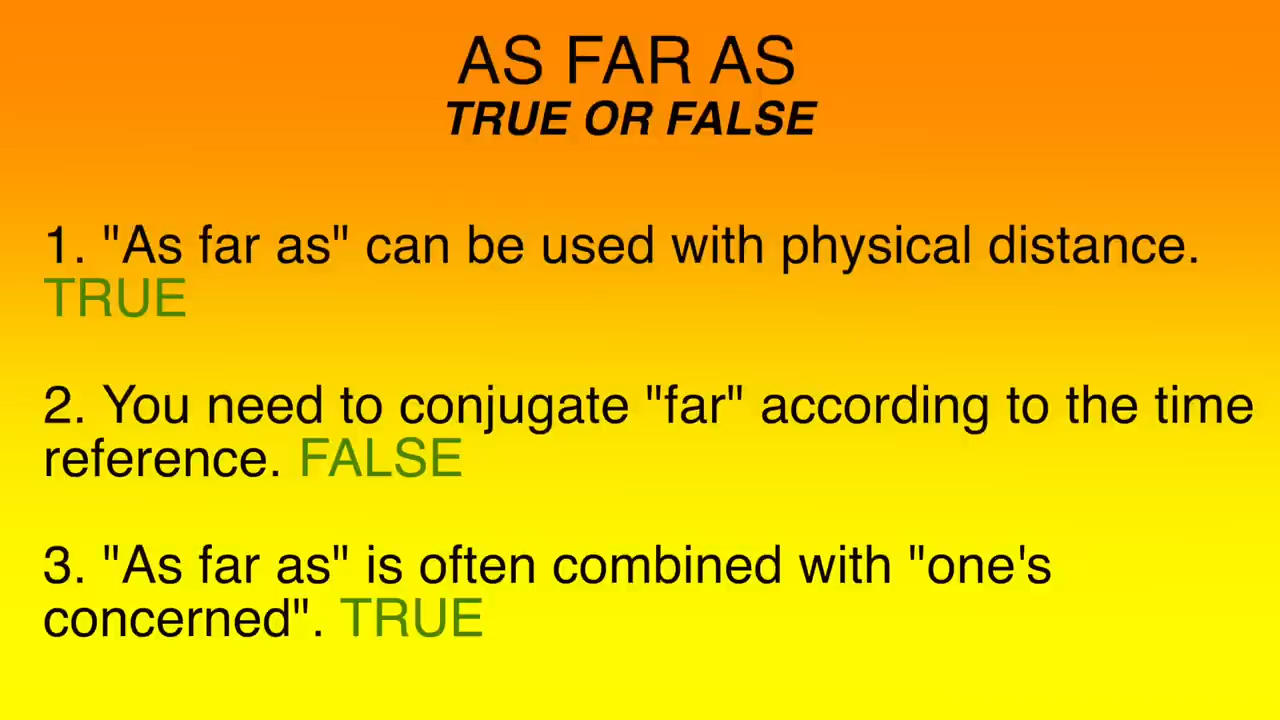 AS FAR AS
TRUE OR FALSE
1. "As far as" can be used with physical distance.
TRUE
2. You need to conjugate "far" according to the time
reference. FALSE
3. "As far as" is often combined with "one's
concerned". TRUE